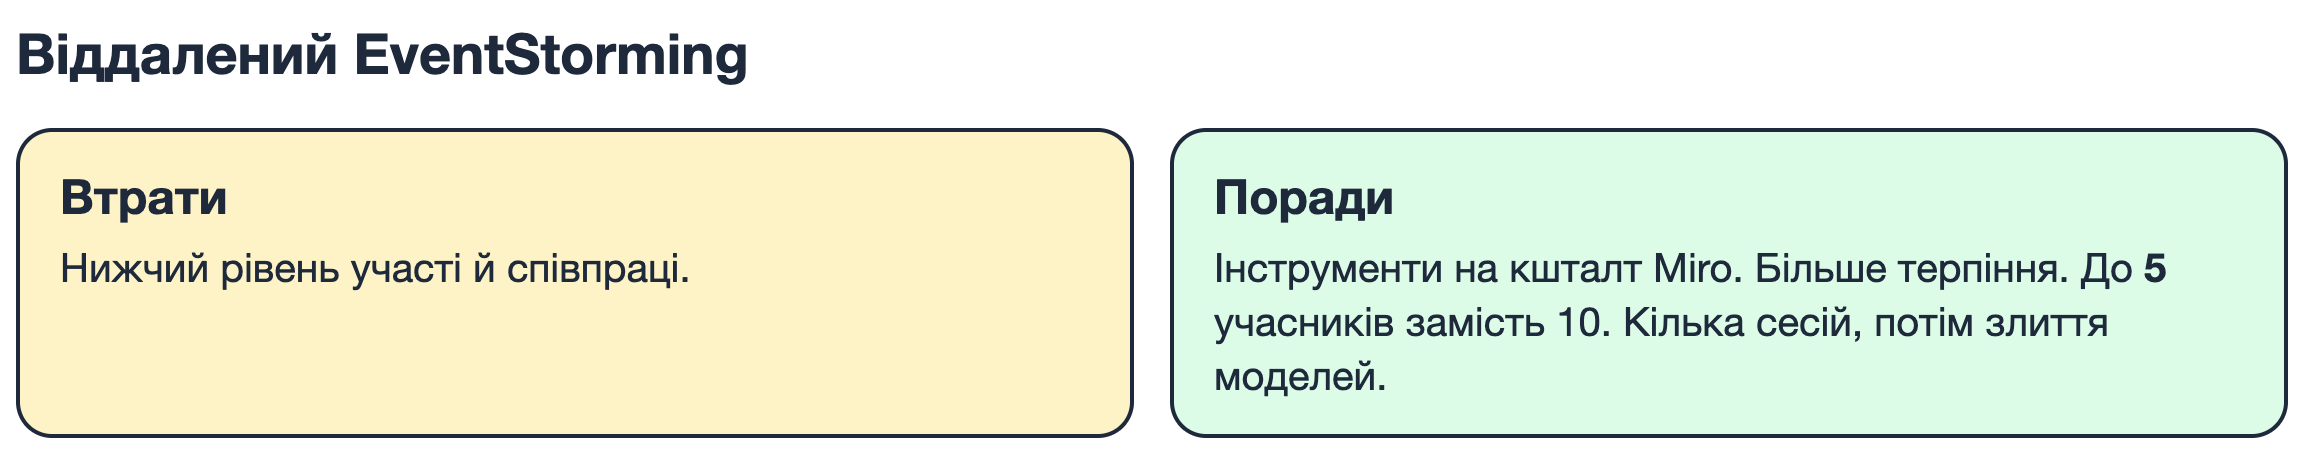 Віддалений EventStorming
Втрати
Нижчий рівень участі й співпраці.
Поради
Інструменти на кшталт Miro. Більше терпіння. До 5
учасників замість 10. Кілька сесій, потім злиття
моделей.